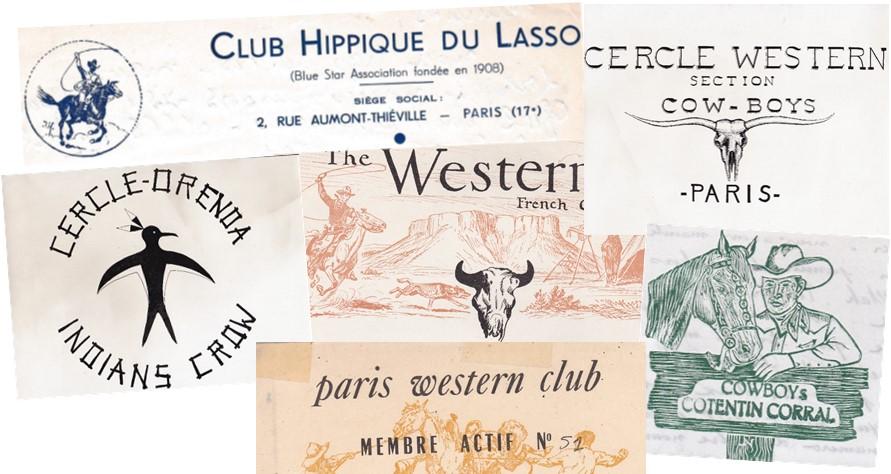 CLUB HIPPIQUE DU LASSO
(Blue Star Association fondée en 1908)
SIÈGE SOCIAL:
2, RUE AUMONT-THIÉVILLE — PARIS (17e)
CERCLE WESTERN
SECTION
COW-BOYS
-PARIS-
CERCLE-ORENDA
INDIANS CROW
The Western
French
COWBOYS
COTENTIN CORRAL
paris western club
MEMBRE ACTIF No 52